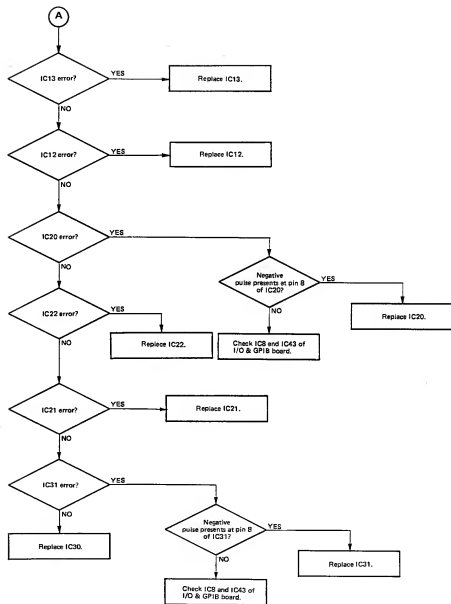 A
IC13 error?
YES
Replace IC13.
NO
IC12 error?
YES
Replace IC12.
NO
IC20 error?
YES
NO
Negative
pulse presents at pin 8
of IC20?
YES
Replace IC20.
NO
Check IC8 and IC43 of
I/O & GPIB board.
IC22 error?
YES
Replace IC22.
NO
IC21 error?
YES
Replace IC21.
NO
IC31 error?
YES
NO
Replace IC30.
Negative
pulse presents at pin 8
of IC31?
YES
Replace IC31.
NO
Check IC8 and IC43 of
I/O & GPIB board.